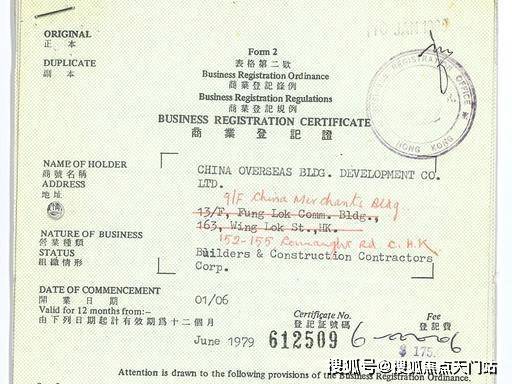 ORIGINAL
正 本
DUPLICATE
副 本
Form 2
表格第二款
Business Registration Ordinance
商業登記條例
Business Registration Regulations
商業登記規例
BUSINESS REGISTRATION CERTIFICATE
商業登記證
REGISTRATION OFFICE
HONG KONG
NAME OF HOLDER
商號名稱
CHINA OVERSEAS BLDG. DEVELOPMENT CO.
LTD.
ADDRESS
地址
9/F China Merchants Bldg
13/F, Fung Lok Comm. Bldg.,
163, Wing Lok St., HK.
152-155 Connaught Rd C. H.K
NATURE OF BUSINESS
營業種類
Builders & Construction Contractors
STATUS
組織情形
Corp.
DATE OF COMMENCEMENT
開業日期
01/06
Valid for 12 months from:—
由下列日期起計有效期為十二個月
June 1979
Certificate No.
登記証號碼
612509
Fee
登記費
$ 175.
Attention is drawn to the following provisions of the Business Registration Ordinance.
搜狐号@搜狐焦点天门站